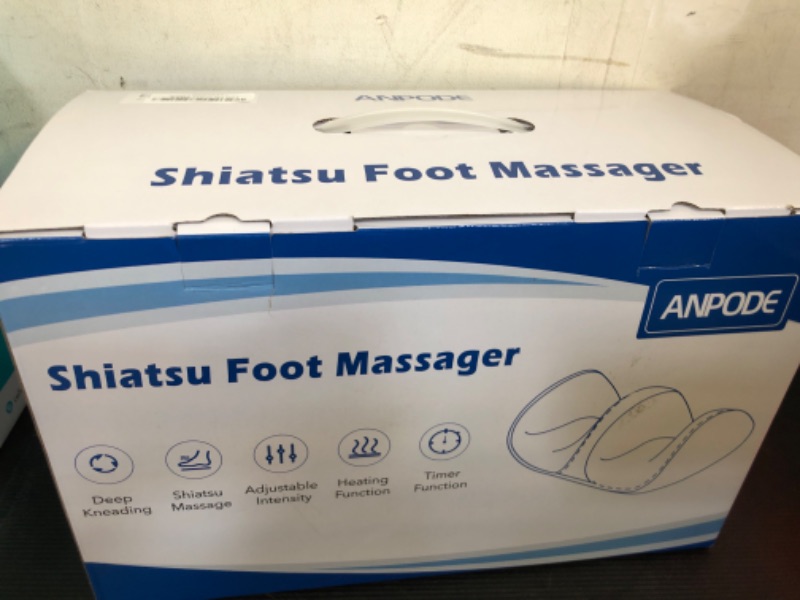 ANPODE
Shiatsu Foot Massager
ANPODE
Shiatsu Foot Massager
Deep
Kneading
Shiatsu
Massage
Adjustable
Intensity
Heating
Function
Timer
Function